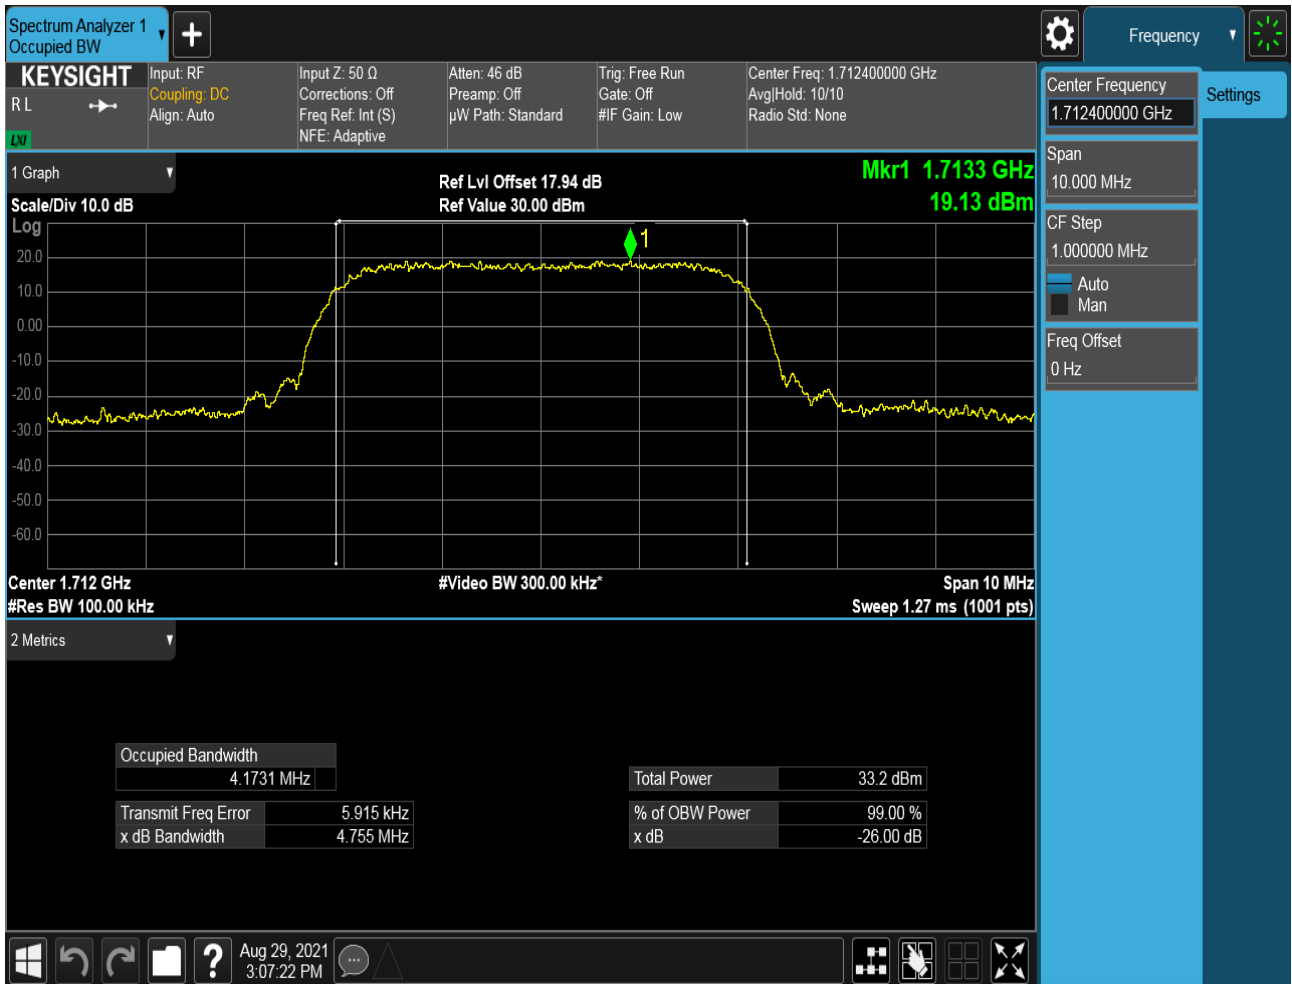 Spectrum Analyzer 1
Occupied BW
Frequency
KEYSIGHT
R L
LXI
Input: RF
Coupling: DC
Align: Auto
Input Z: 50 Ω
Corrections: Off
Freq Ref: Int (S)
NFE: Adaptive
Atten: 46 dB
Preamp: Off
µW Path: Standard
Trig: Free Run
Gate: Off
#IF Gain: Low
Center Freq: 1.712400000 GHz
Avg|Hold: 10/10
Radio Std: None
Center Frequency
1.712400000 GHz
Settings
Span
10.000 MHz
CF Step
1.000000 MHz
Auto
Man
Freq Offset
0 Hz
1 Graph
Scale/Div 10.0 dB
Ref Lvl Offset 17.94 dB
Ref Value 30.00 dBm
Mkr1 1.7133 GHz
19.13 dBm
Log
1
20.0
10.0
0.00
-10.0
-20.0
-30.0
-40.0
-50.0
-60.0
Center 1.712 GHz
#Video BW 300.00 kHz*
Span 10 MHz
#Res BW 100.00 kHz
Sweep 1.27 ms (1001 pts)
2 Metrics
Occupied Bandwidth
4.1731 MHz
Total Power 33.2 dBm
Transmit Freq Error 5.915 kHz
% of OBW Power 99.00 %
x dB Bandwidth 4.755 MHz
x dB -26.00 dB
?
Aug 29, 2021
3:07:22 PM